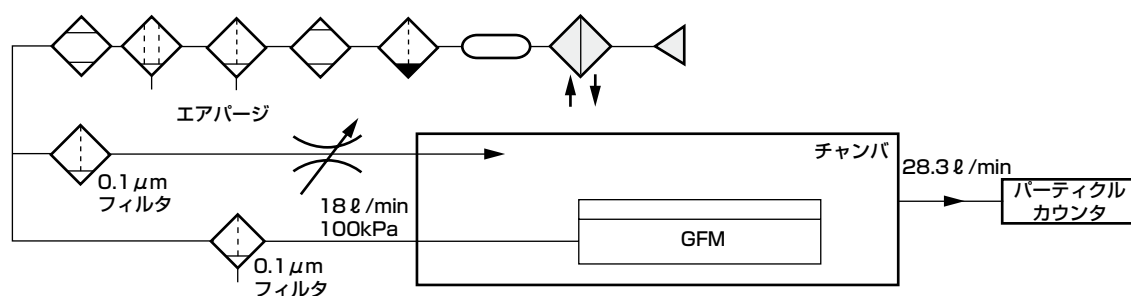 エアパージ
チャンバ
28.3ℓ/min
パーティクル
カウンタ
0.1μm
フィルタ
18ℓ/min
100kPa
GFM
0.1μm
フィルタ